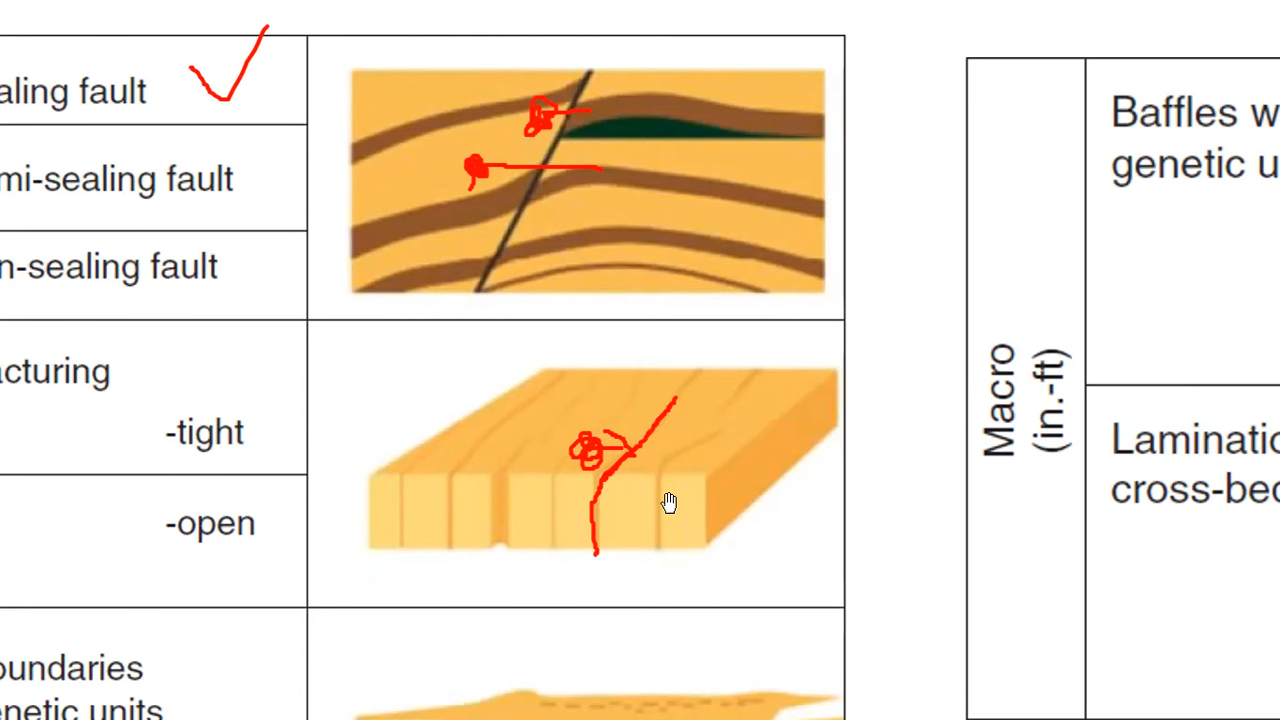 aling fault
mi-sealing fault
n-sealing fault
acturing
-tight
-open
oundaries
enetic units
Macro
(in.-ft)
Baffles w
genetic u
Laminatio
cross-bed